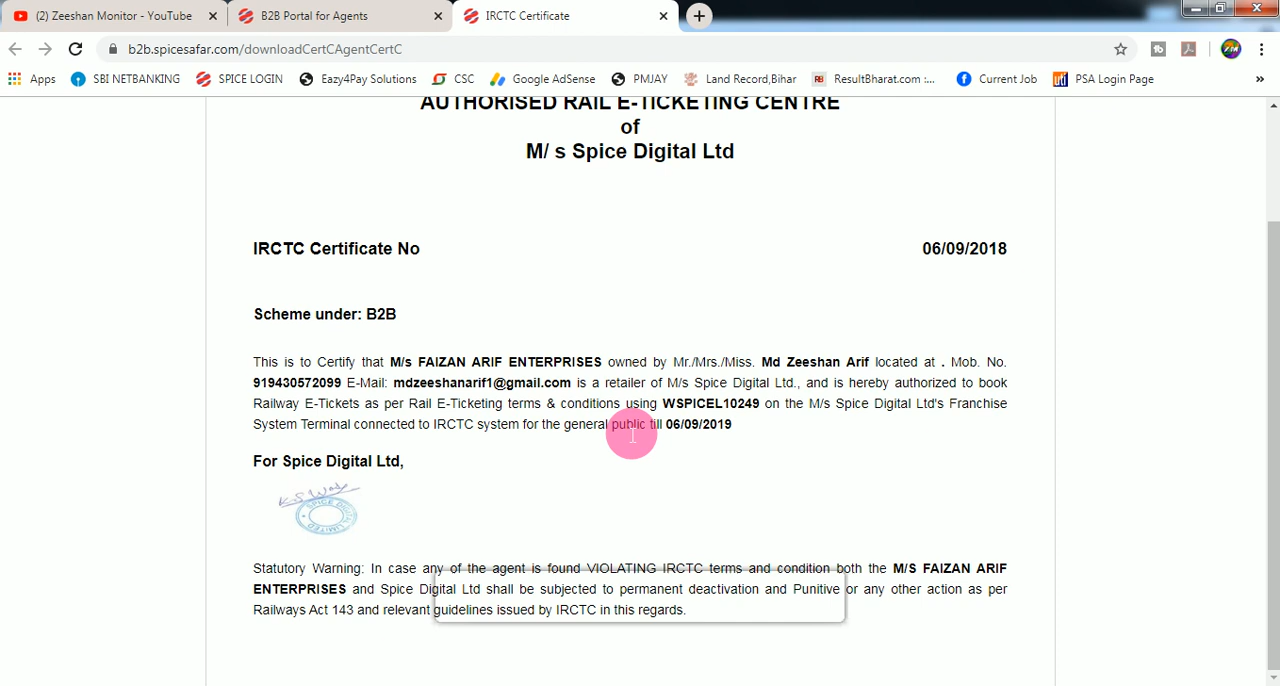 (2) Zeeshan Monitor - YouTube
B2B Portal for Agents
IRCTC Certificate
b2b.spicesafar.com/downloadCertCAgentCertC
Apps
SBI NETBANKING
SPICE LOGIN
Eazy4Pay Solutions
CSC
Google AdSense
PMJAY
Land Record,Bihar
RB
ResultBharat.com :...
Current Job
PSA Login Page
»
AUTHORISED RAIL E-TICKETING CENTRE
of
M/ s Spice Digital Ltd
IRCTC Certificate No
06/09/2018
Scheme under: B2B
This is to Certify that M/s FAIZAN ARIF ENTERPRISES owned by Mr./Mrs./Miss. Md Zeeshan Arif located at . Mob. No.
919430572099 E-Mail: mdzeeshanarif1@gmail.com is a retailer of M/s Spice Digital Ltd., and is hereby authorized to book
Railway E-Tickets as per Rail E-Ticketing terms & conditions using WSPICEL10249 on the M/s Spice Digital Ltd's Franchise
System Terminal connected to IRCTC system for the general public till 06/09/2019
For Spice Digital Ltd,
SPICE DIGITAL LIMITED
Statutory Warning: In case any of the agent is found VIOLATING IRCTC terms and condition both the M/S FAIZAN ARIF
ENTERPRISES and Spice Digital Ltd shall be subjected to permanent deactivation and Punitive or any other action as per
Railways Act 143 and relevant guidelines issued by IRCTC in this regards.